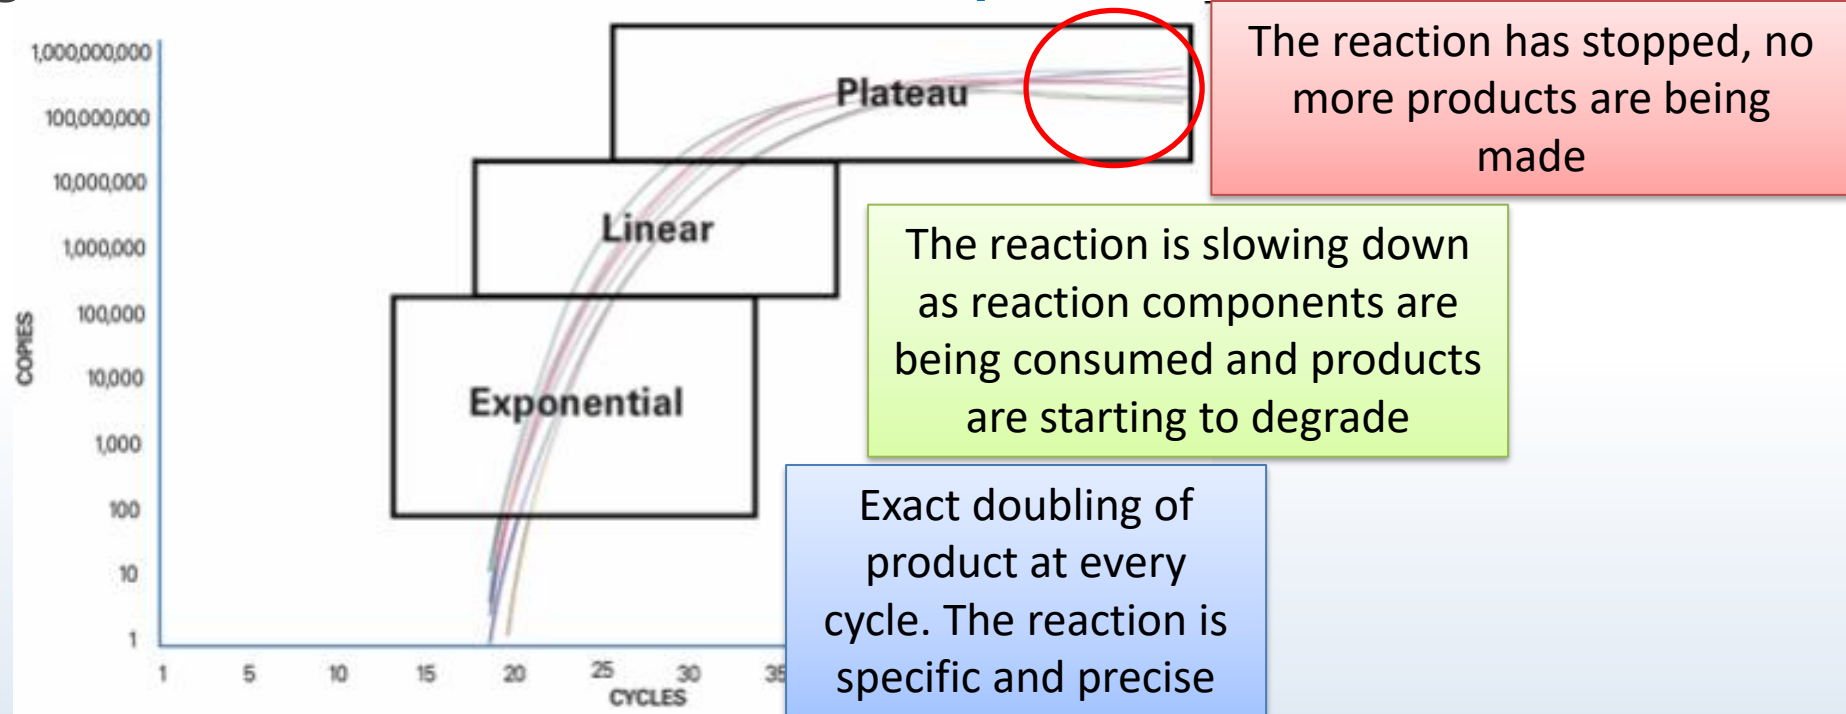 1,000,000,000
100,000,000
10,000,000
1,000,000
100,000
10,000
1,000
100
10
1
COPIES
1 5 10 15 20 25 30 35
CYCLES
Plateau
Linear
Exponential
The reaction has stopped, no
more products are being
made
The reaction is slowing down
as reaction components are
being consumed and products
are starting to degrade
Exact doubling of
product at every
cycle. The reaction is
specific and precise